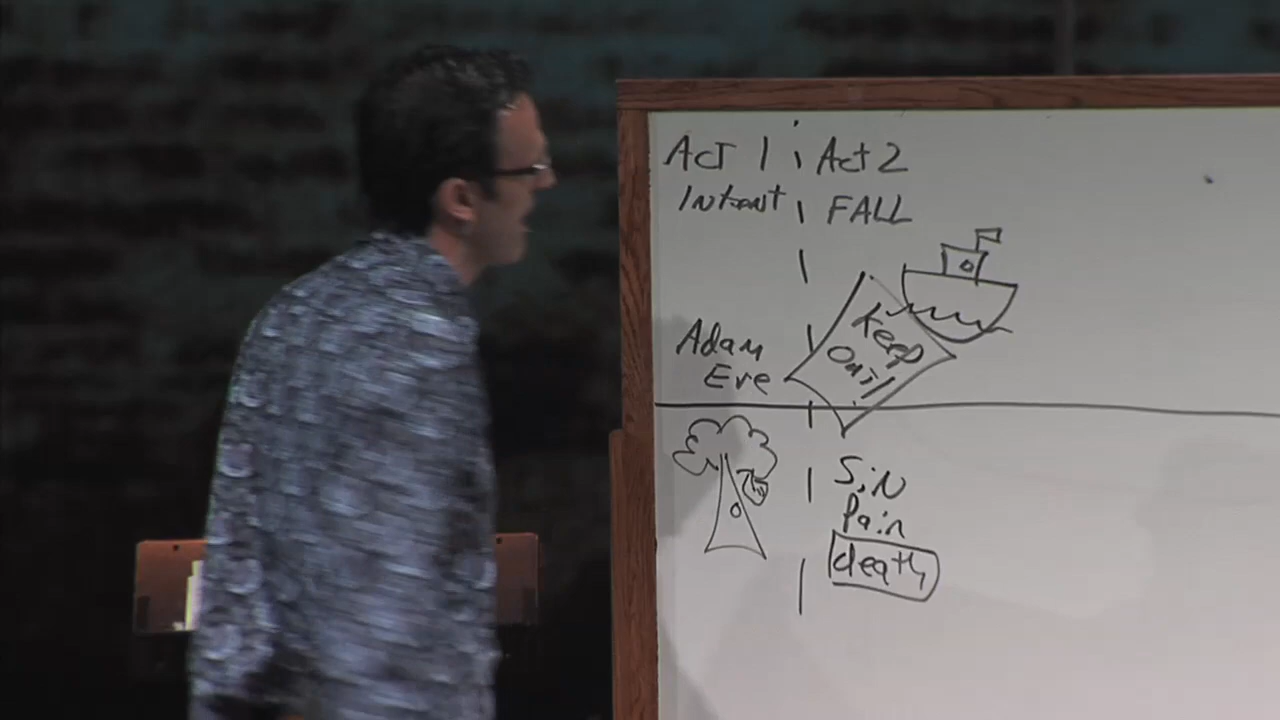 Act 1
Intent
Adam
Eve
Act 2
FALL
Keep
Out!
Sin
Pain
death